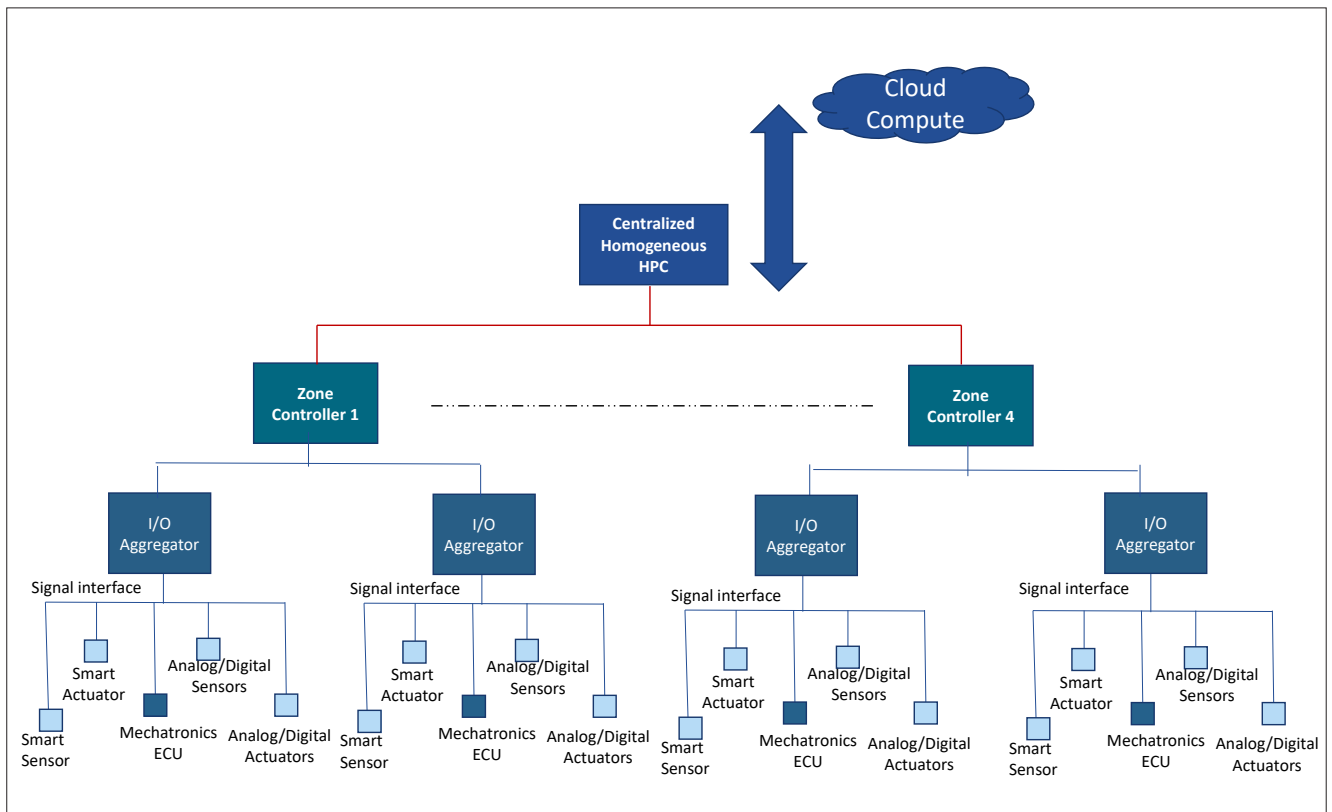 Cloud
Compute
Centralized
Homogeneous
HPC
Zone
Controller 1
Zone
Controller 4
I/O
Aggregator
I/O
Aggregator
I/O
Aggregator
I/O
Aggregator
Signal interface
Smart
Actuator
Analog/Digital
Sensors
Smart
Sensor
Mechatronics
ECU
Analog/Digital
Actuators
Signal interface
Smart
Actuator
Analog/Digital
Sensors
Smart
Sensor
Mechatronics
ECU
Analog/Digital
Actuators
Signal interface
Smart
Actuator
Analog/Digital
Sensors
Smart
Sensor
Mechatronics
ECU
Analog/Digital
Actuators
Signal interface
Smart
Actuator
Analog/Digital
Sensors
Smart
Sensor
Mechatronics
ECU
Analog/Digital
Actuators